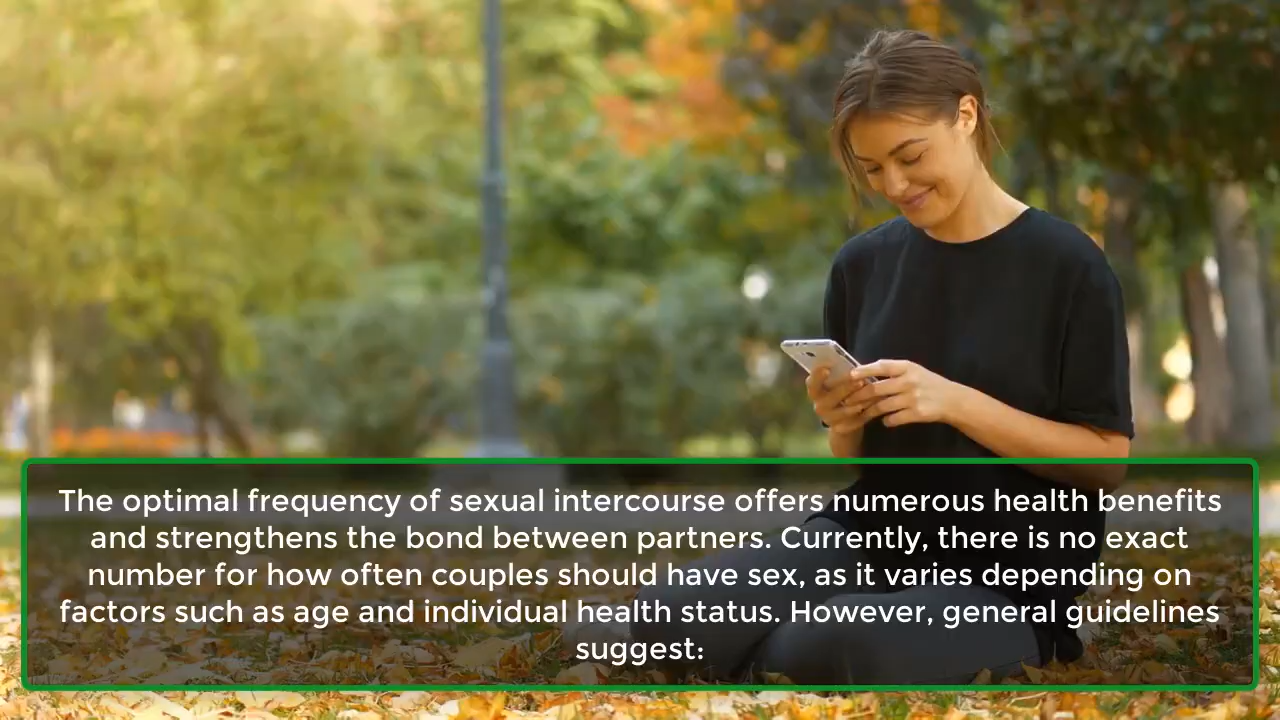 The optimal frequency of sexual intercourse offers numerous health benefits
and strengthens the bond between partners. Currently, there is no exact
number for how often couples should have sex, as it varies depending on
factors such as age and individual health status. However, general guidelines
suggest: